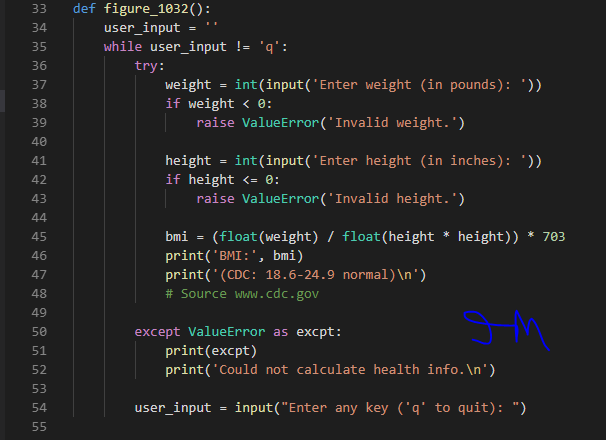 33 def figure_1032():
34 user_input = ''
35 while user_input != 'q':
36 try:
37 weight = int(input('Enter weight (in pounds): '))
38 if weight < 0:
39 raise ValueError('Invalid weight.')
40
41 height = int(input('Enter height (in inches): '))
42 if height <= 0:
43 raise ValueError('Invalid height.')
44
45 bmi = (float(weight) / float(height * height)) * 703
46 print('BMI:', bmi)
47 print('(CDC: 18.6-24.9 normal)\n')
48 # Source www.cdc.gov
49
50 except ValueError as excpt:
51 print(excpt)
52 print('Could not calculate health info.\n')
53
54 user_input = input("Enter any key ('q' to quit): ")
55